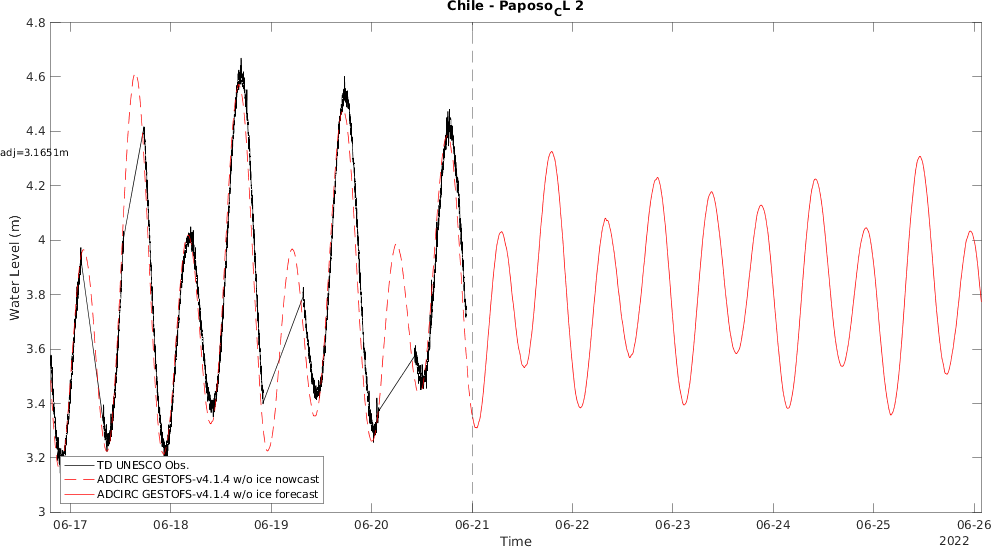 Chile - Paposo_CL 2
4.8
4.6
4.4
adj=3.1651m
4.2
4
3.8
3.6
3.4
3.2
3
Water Level (m)
TD UNESCO Obs.
ADCIRC GESTOFS-v4.1.4 w/o ice nowcast
ADCIRC GESTOFS-v4.1.4 w/o ice forecast
06-17 06-18 06-19 06-20 06-21 06-22 06-23 06-24 06-25 06-26
Time
2022